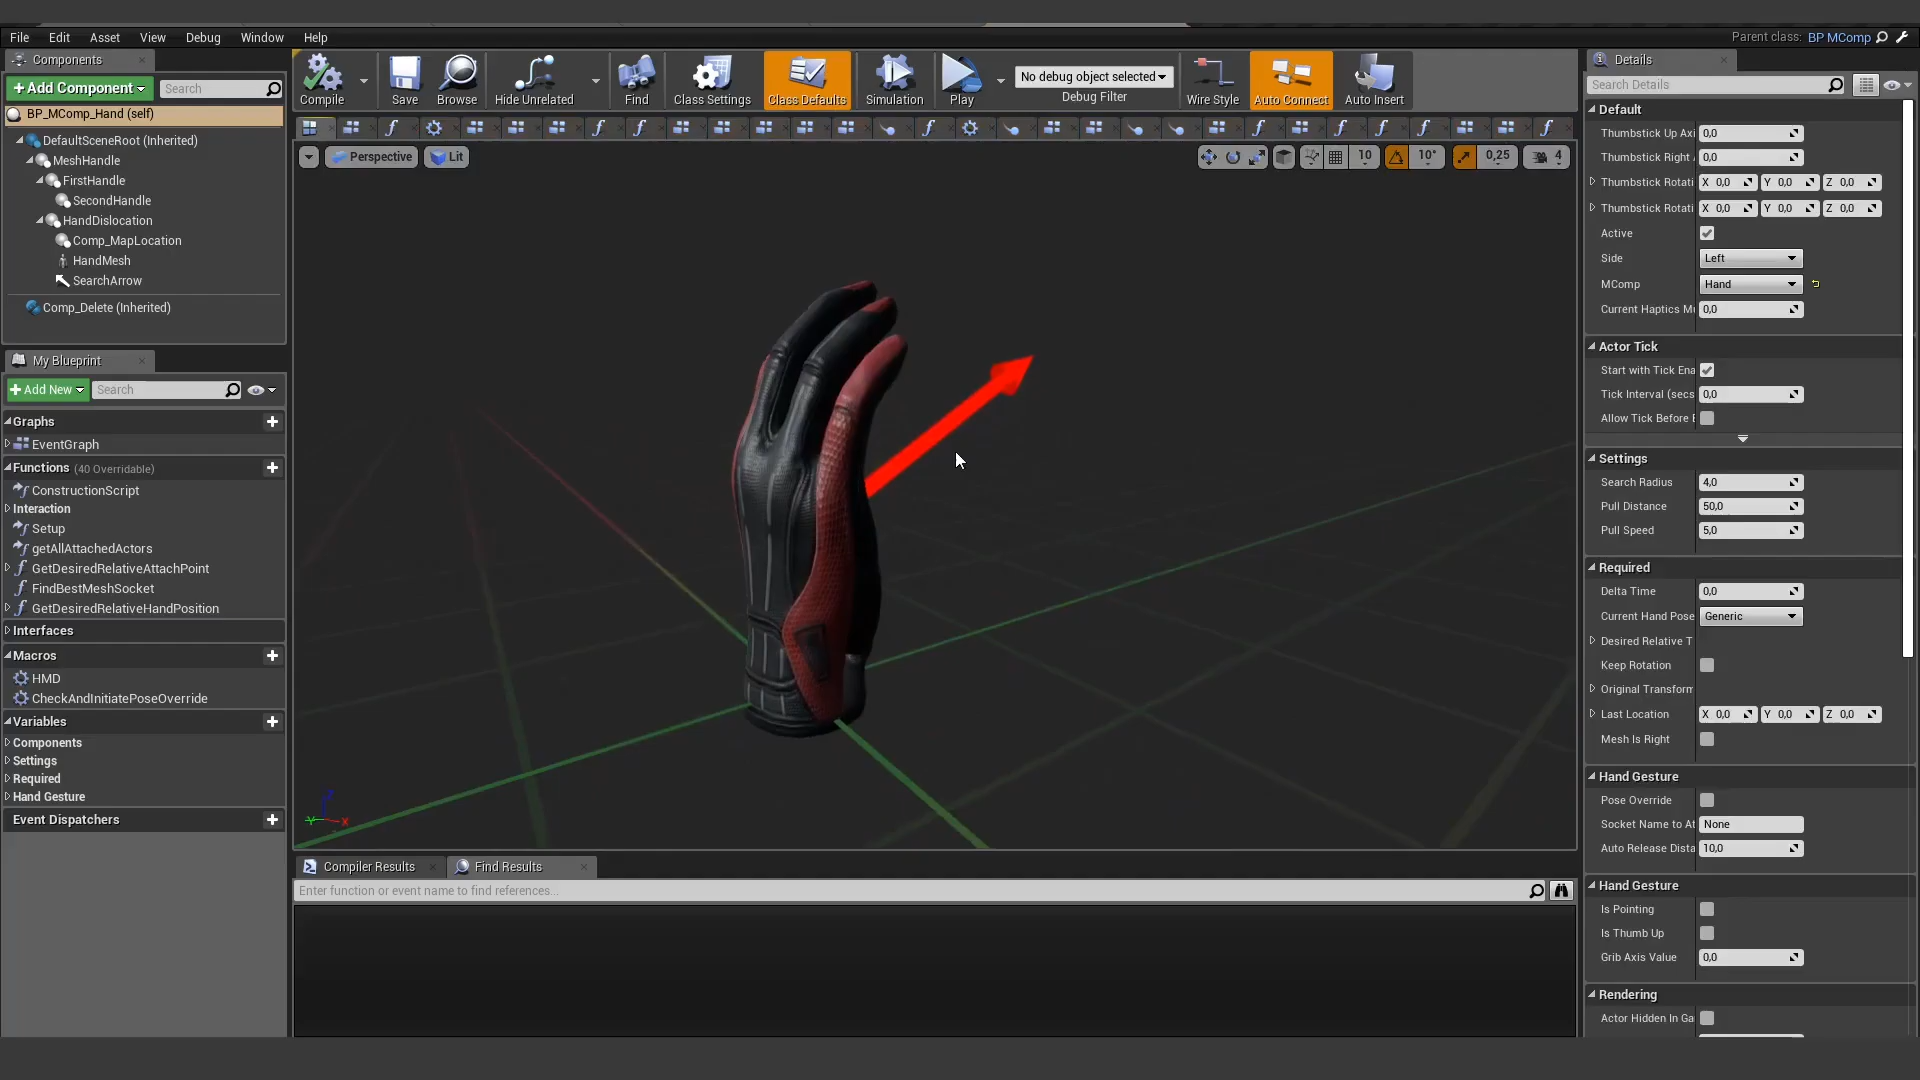 File Edit Asset View Debug Window Help
Parent class: BP MComp
Components
Add Component
Search
BP_MComp_Hand (self)
DefaultSceneRoot (Inherited)
MeshHandle
FirstHandle
SecondHandle
HandDislocation
Comp_MapLocation
HandMesh
SearchArrow
Comp_Delete (Inherited)
My Blueprint
Add New
Search
Graphs
EventGraph
Functions (40 Overridable)
ConstructionScript
Interaction
Setup
getAllAttachedActors
GetDesiredRelativeAttachPoint
FindBestMeshSocket
GetDesiredRelativeHandPosition
Interfaces
Macros
HMD
CheckAndInitiatePoseOverride
Variables
Components
Settings
Required
Hand Gesture
Event Dispatchers
Compile Save Browse Hide Unrelated Find Class Settings Class Defaults Simulation Play
No debug object selected
Debug Filter
Wire Style Auto Connect Auto Insert
Perspective Lit
10 10° 0,25 4
Compiler Results Find Results
Enter function or event name to find references...
Details
Search Details
Default
Thumbstick Up Axi 0,0
Thumbstick Right 0,0
Thumbstick Rotati X 0,0 Y 0,0 Z 0,0
Thumbstick Rotati X 0,0 Y 0,0 Z 0,0
Active
Side Left
MComp Hand
Current Haptics Mu 0,0
Actor Tick
Start with Tick Ena
Tick Interval (secs 0,0
Allow Tick Before
Settings
Search Radius 4,0
Pull Distance 50,0
Pull Speed 5,0
Required
Delta Time 0,0
Current Hand Pose Generic
Desired Relative T
Keep Rotation
Original Transform
Last Location X 0,0 Y 0,0 Z 0,0
Mesh Is Right
Hand Gesture
Pose Override
Socket Name to At None
Auto Release Dista 10,0
Hand Gesture
Is Pointing
Is Thumb Up
Grib Axis Value 0,0
Rendering
Actor Hidden In Ga